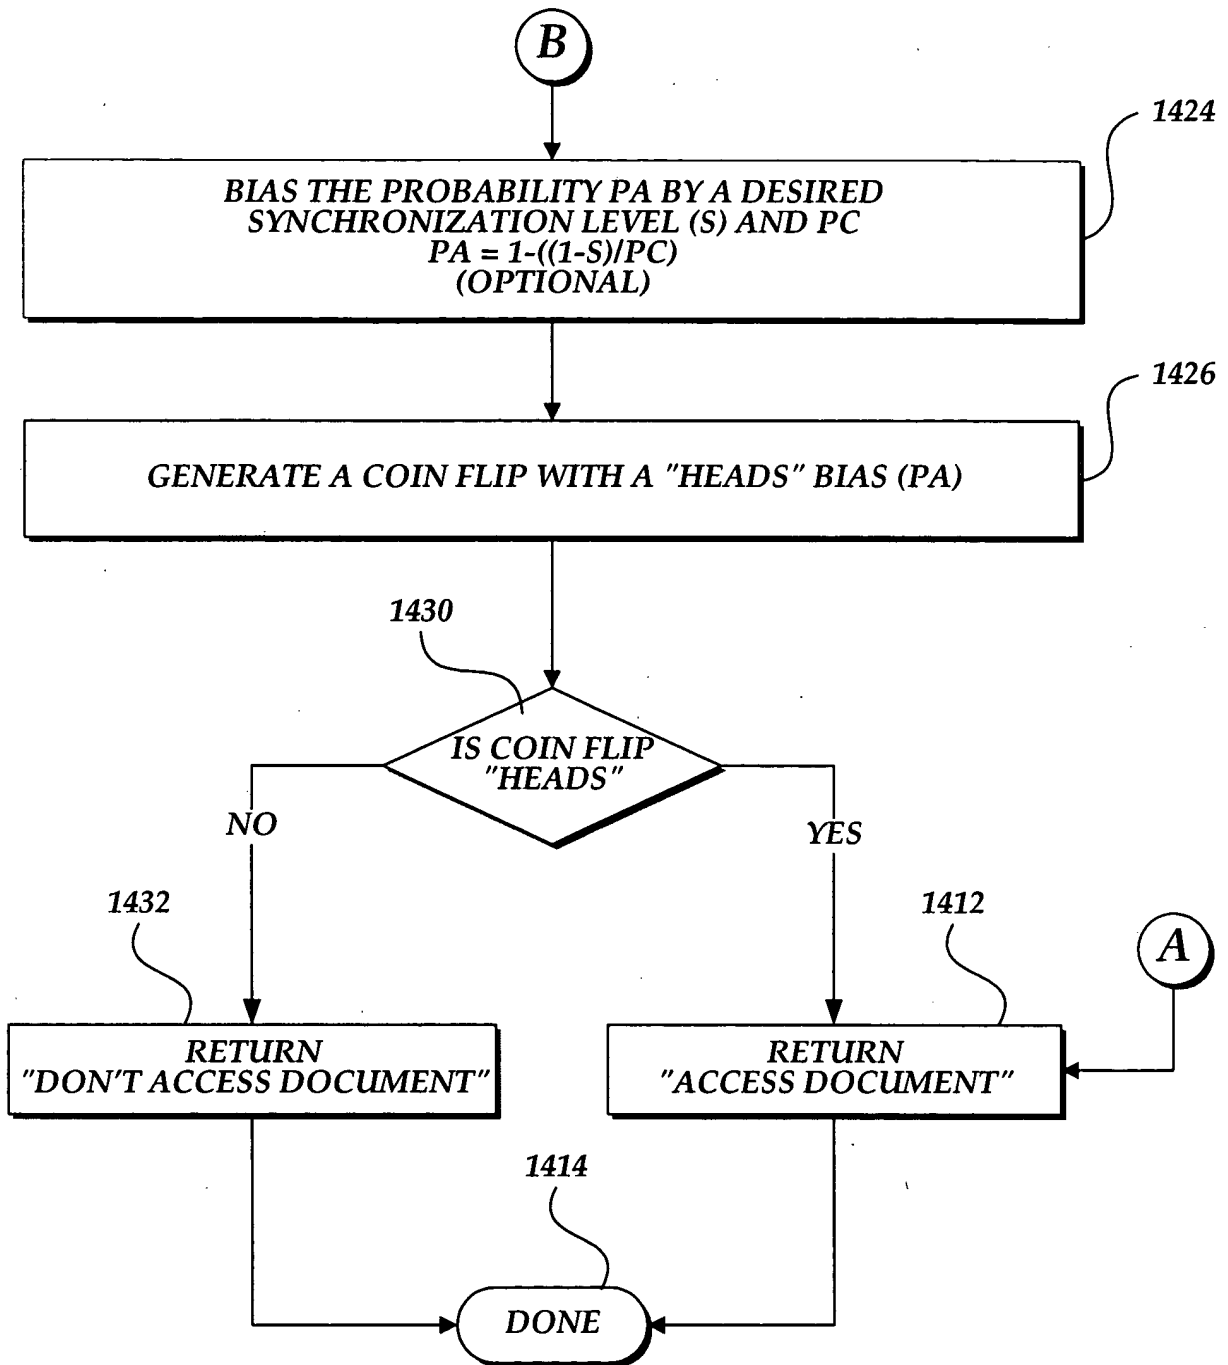 B
1424
BIAS THE PROBABILITY PA BY A DESIRED
SYNCHRONIZATION LEVEL (S) AND PC
PA = 1-((1-S)/PC)
(OPTIONAL)
1426
GENERATE A COIN FLIP WITH A "HEADS" BIAS (PA)
1430
IS COIN FLIP
"HEADS"
NO
YES
1432
1412
A
RETURN
"DON'T ACCESS DOCUMENT"
RETURN
"ACCESS DOCUMENT"
1414
DONE